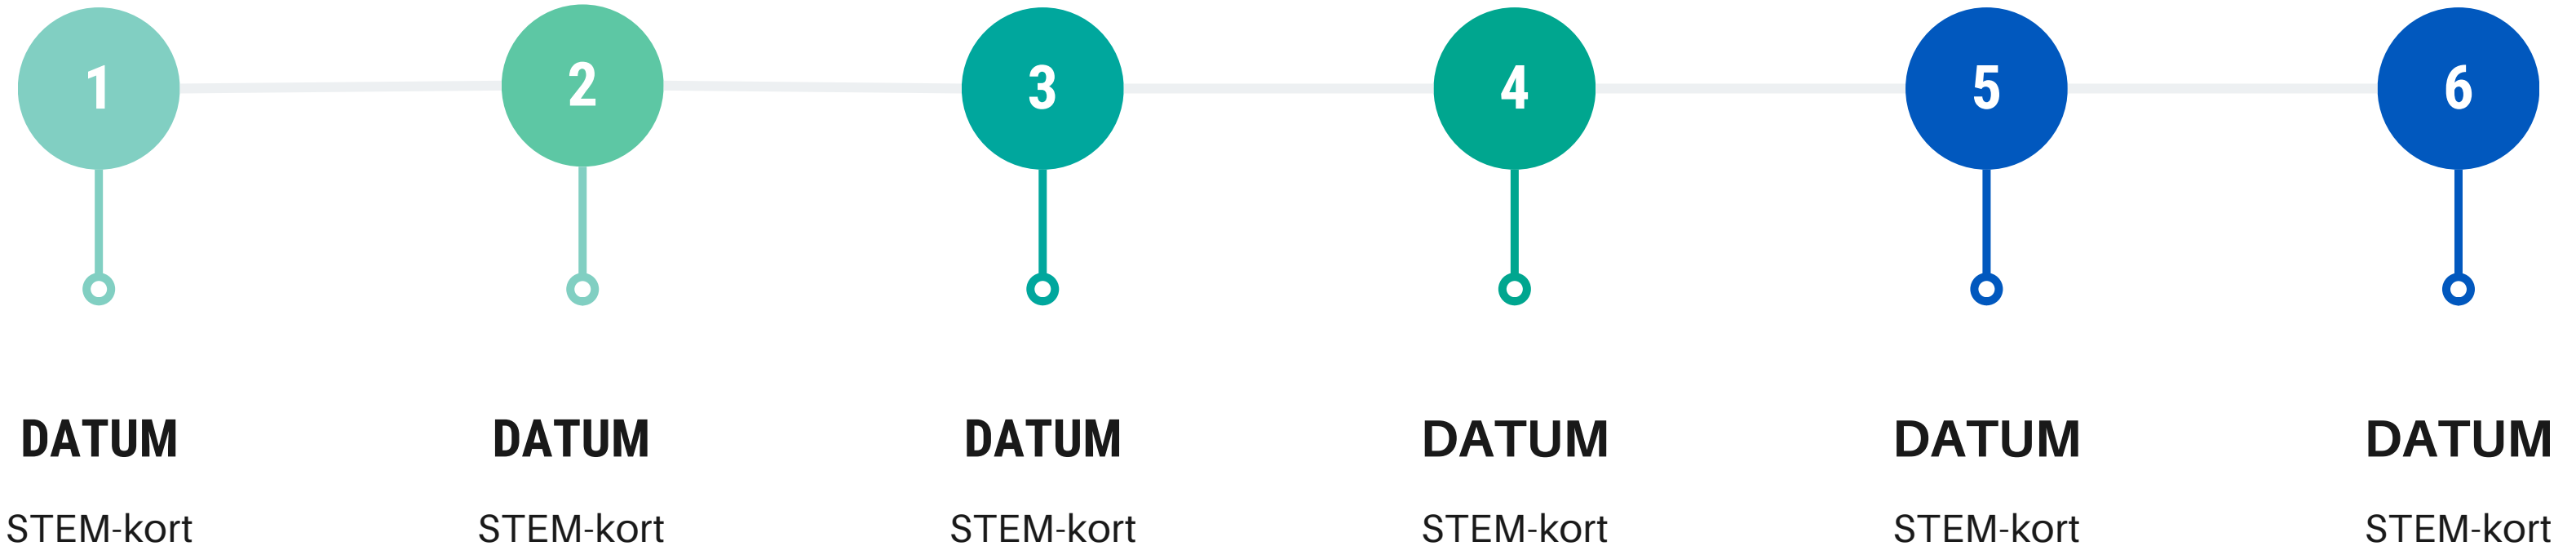 1 2 3 4 5 6
DATUM DATUM DATUM DATUM DATUM DATUM
STEM-kort STEM-kort STEM-kort STEM-kort STEM-kort STEM-kort